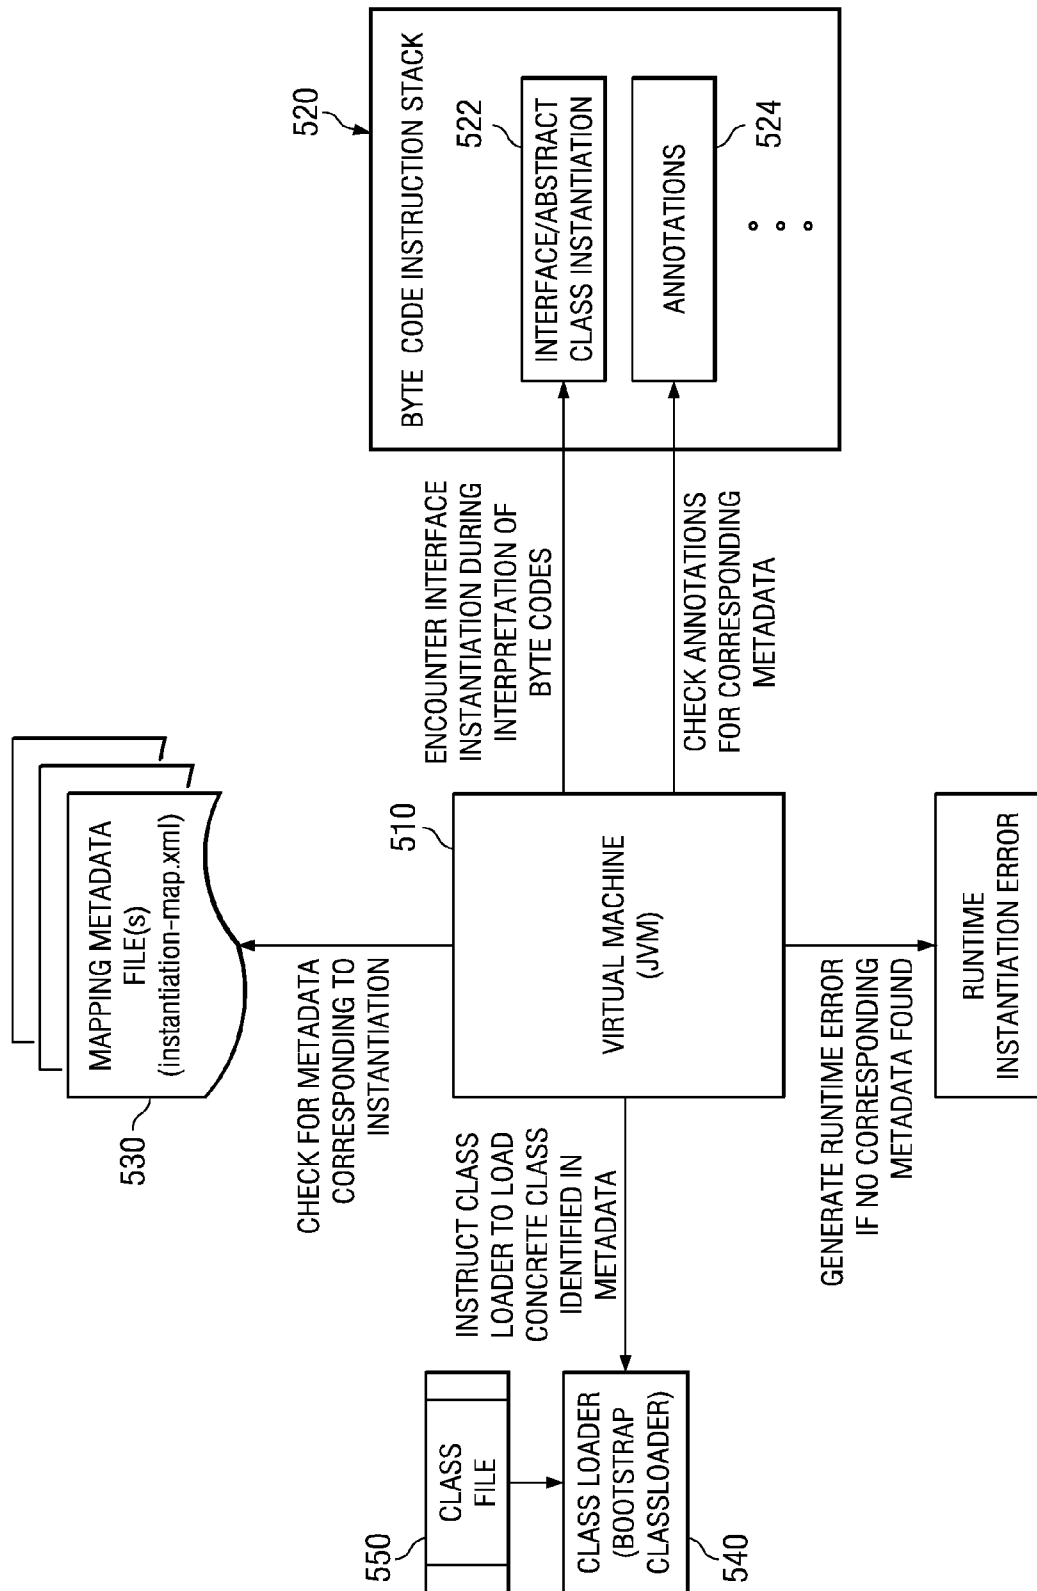 520
BYTE CODE INSTRUCTION STACK
522
INTERFACE/ABSTRACT
CLASS INSTANTIATION
524
ANNOTATIONS
ENCOUNTER INTERFACE
INSTANTIATION DURING
INTERPRETATION OF
BYTE CODES
CHECK ANNOTATIONS
FOR CORRESPONDING
METADATA
MAPPING METADATA
FILE(s)
(instantiation-map.xml)
530
CHECK FOR METADATA
CORRESPONDING TO
INSTANTIATION
510
VIRTUAL MACHINE
(JVM)
GENERATE RUNTIME ERROR
IF NO CORRESPONDING
METADATA FOUND
RUNTIME
INSTANTIATION ERROR
INSTRUCT CLASS
LOADER TO LOAD
CONCRETE CLASS
IDENTIFIED IN
METADATA
550
CLASS
FILE
CLASS LOADER
(BOOTSTRAP
CLASSLOADER)
540